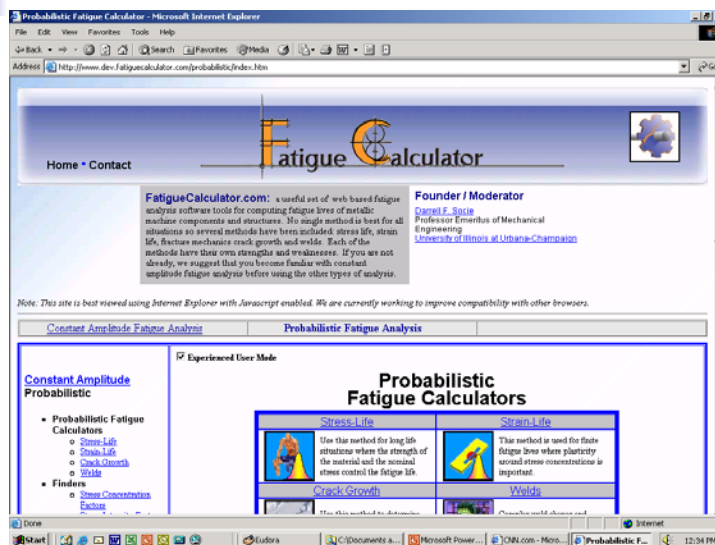 Probabilistic Fatigue Calculator - Microsoft Internet Explorer
File Edit View Favorites Tools Help
Back Search Favorites Media
Address http://www.dev.fatiguecalculator.com/probabilistic/index.htm Go
Fatigue Calculator
Home • Contact
FatigueCalculator.com: a useful set of web based fatigue
analysis software tools for computing fatigue lives of metallic
machine components and structures. No single method is best for all
situations so several methods have been included: stress life, strain
life, fracture mechanics crack growth and welds. Each of the
methods have their own strengths and weaknesses. If you are not
already, we suggest that you become familiar with constant
amplitude fatigue analysis before using the other types of analysis.
Founder / Moderator
Darrell F. Socie
Professor Emeritus of Mechanical
Engineering
University of Illinois at Urbana-Champaign
Note: This site is best viewed using Internet Explorer with Javascript enabled. We are currently working to improve compatibility with other browsers.
Constant Amplitude Fatigue Analysis Probabilistic Fatigue Analysis
Constant Amplitude
Probabilistic
• Probabilistic Fatigue
Calculators
o Stress-Life
o Strain-Life
o Crack Growth
o Welds
• Finders
o Stress Concentration
Factors
Experienced User Mode
Probabilistic
Fatigue Calculators
Stress-Life
Use this method for long life
situations where the strength of
the material and the nominal
stress control the fatigue life.
Strain-Life
This method is used for finite
fatigue lives where plasticity
around stress concentrations is
important.
Crack Growth
Use this method to determine
Welds
Complex weld shapes and
Done Internet
Start Eudora C:\Documents a... Microsoft Power... CNN.com - Micro... Probabilistic F... 12:34 PM